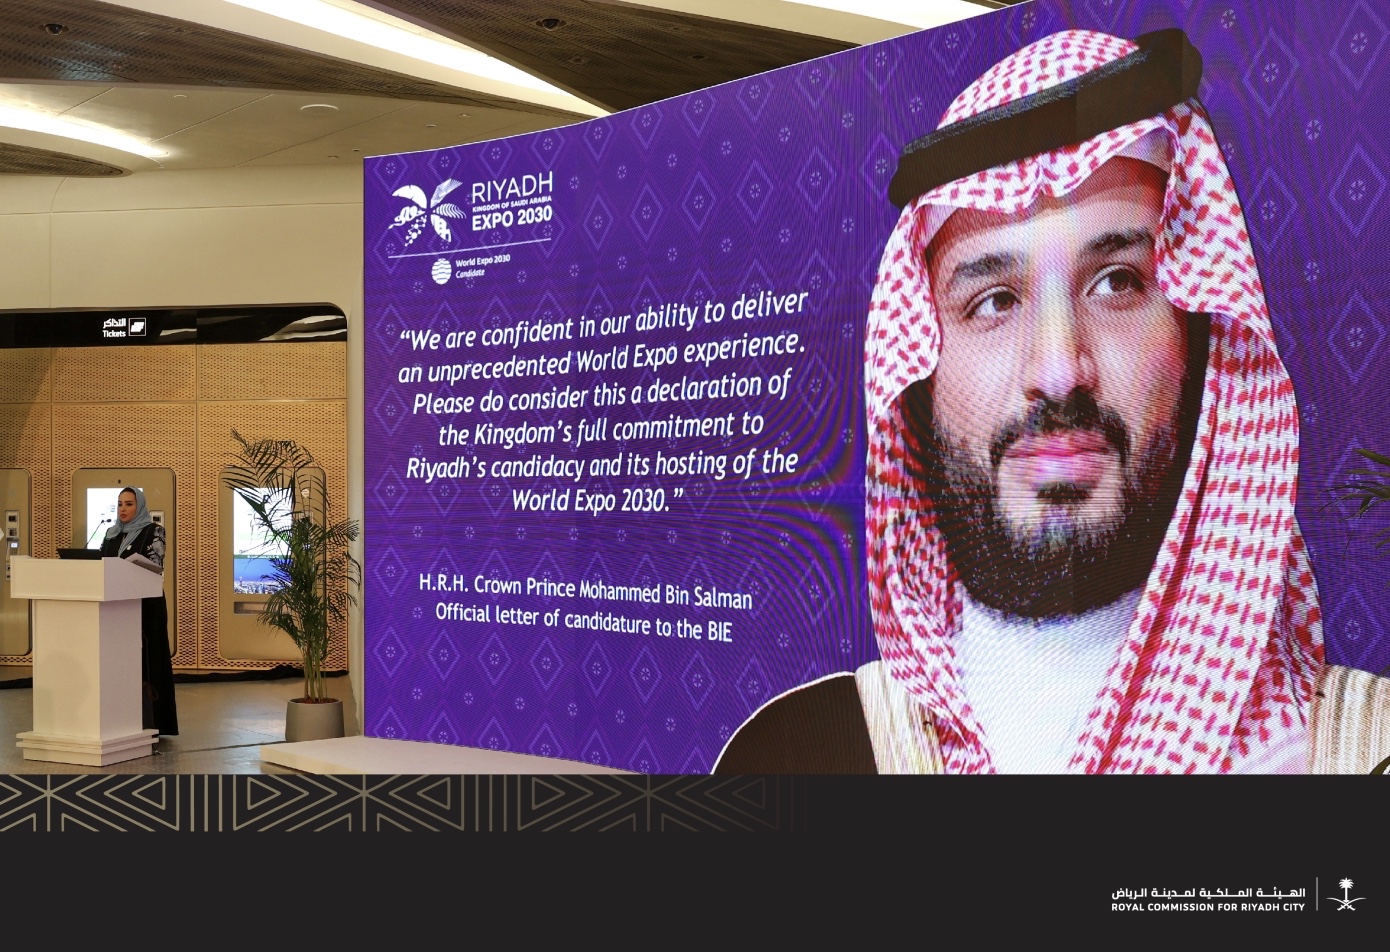 RIYADH
KINGDOM OF SAUDI ARABIA
EXPO 2030
World Expo 2030
Candidate
“We are confident in our ability to deliver
an unprecedented World Expo experience.
Please do consider this a declaration of
the Kingdom’s full commitment to
Riyadh’s candidacy and its hosting of the
World Expo 2030.”
H.R.H. Crown Prince Mohammed Bin Salman
Official letter of candidature to the BIE
التذاكر
Tickets
الهيئة الملكية لمدينة الرياض
ROYAL COMMISSION FOR RIYADH CITY